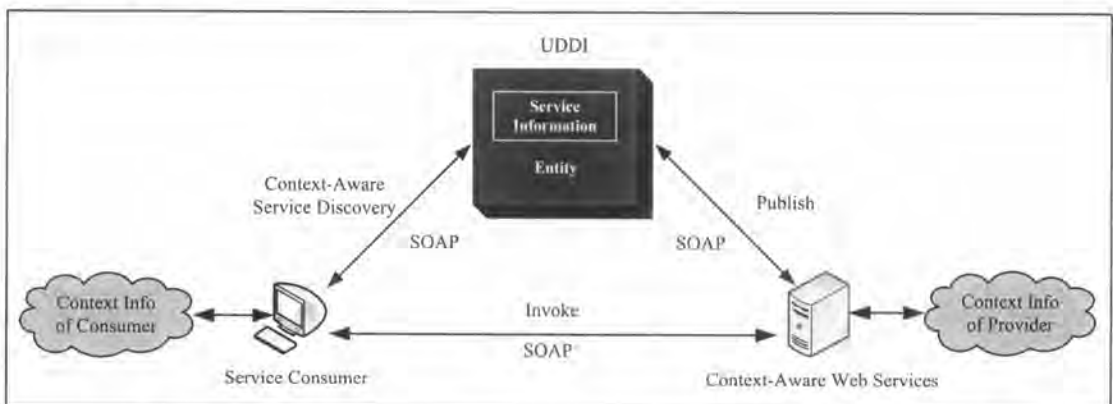 UDDI
Service
Information
Entity
Context-Aware
Service Discovery
Publish
SOAP
SOAP
Context Info
of Consumer
Invoke
Context Info
of Provider
SOAP
Service Consumer
Context-Aware Web Services